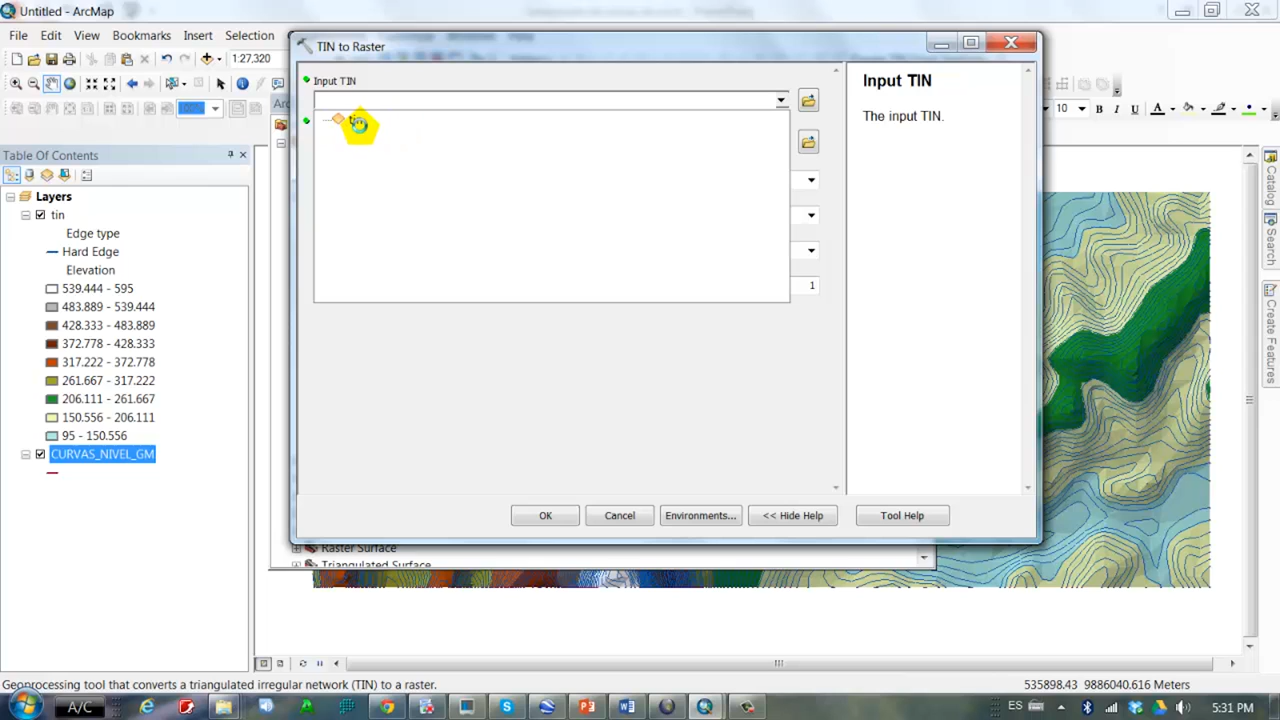 Untitled - ArcMap
File Edit View Bookmarks Insert Selection
1:27,320
10 B I U A
TIN to Raster
Input TIN
1
OK Cancel Environments... << Hide Help Tool Help
Input TIN
The input TIN.
Table Of Contents
Layers
tin
Edge type
Hard Edge
Elevation
539.444 - 595
483.889 - 539.444
428.333 - 483.889
372.778 - 428.333
317.222 - 372.778
261.667 - 317.222
206.111 - 261.667
150.556 - 206.111
95 - 150.556
CURVAS_NIVEL_GM
Raster Surface
Triangulated Surface
Catalog
Search
Create Features
Geoprocessing tool that converts a triangulated irregular network (TIN) to a raster.
535898.43 9886040.616 Meters
A/C
ES
5:31 PM